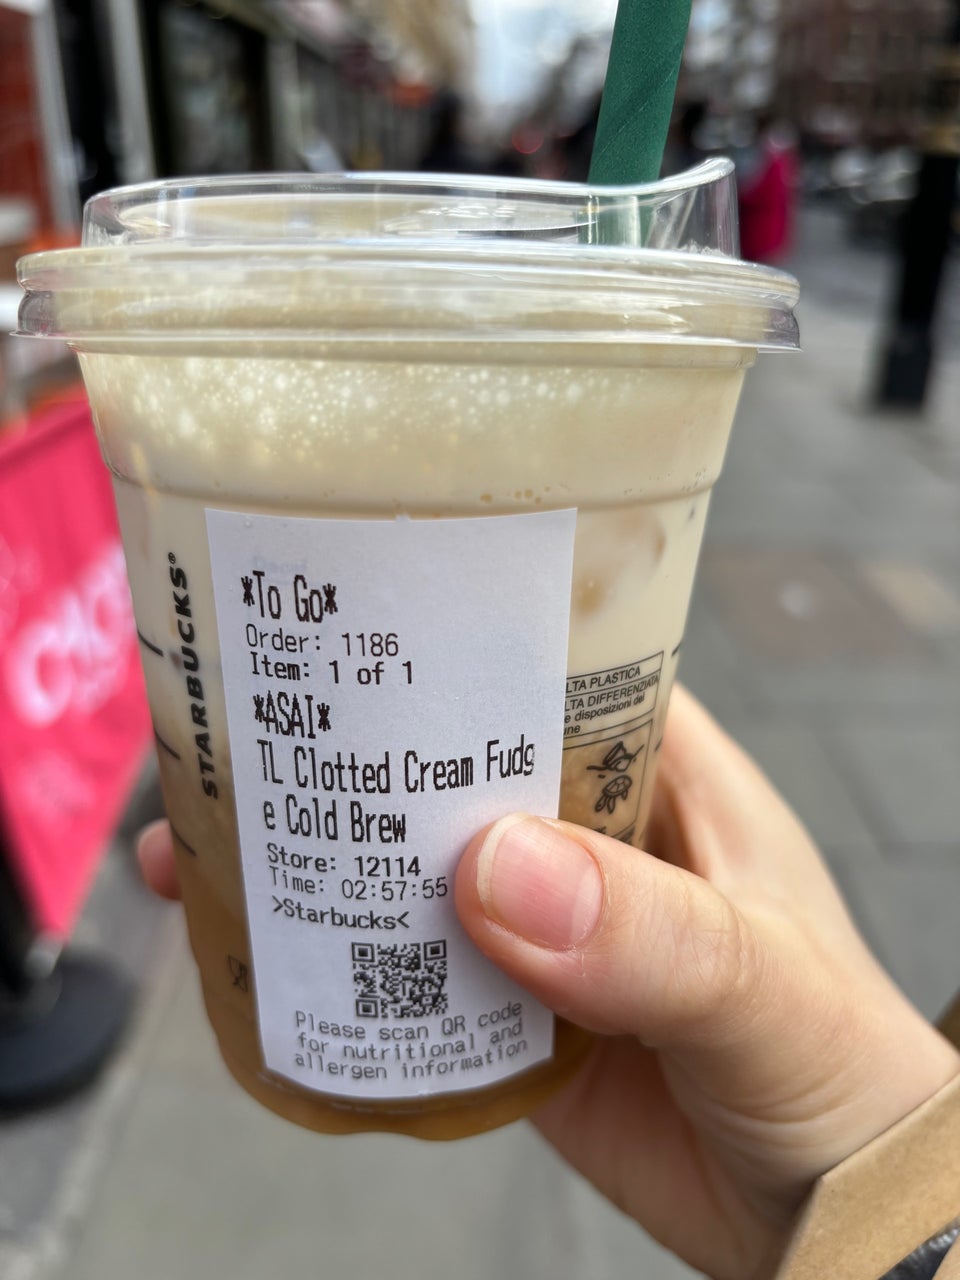 *To Go*
Order: 1186
Item: 1 of 1
*ASAI*
TL Clotted Cream Fudg
e Cold Brew
Store: 12114
Time: 02:57:55
>Starbucks<
Please scan QR code
for nutritional and
allergen information
STARBUCKS®
LTA PLASTICA
LTA DIFFERENZIATA
e disposizioni del
une